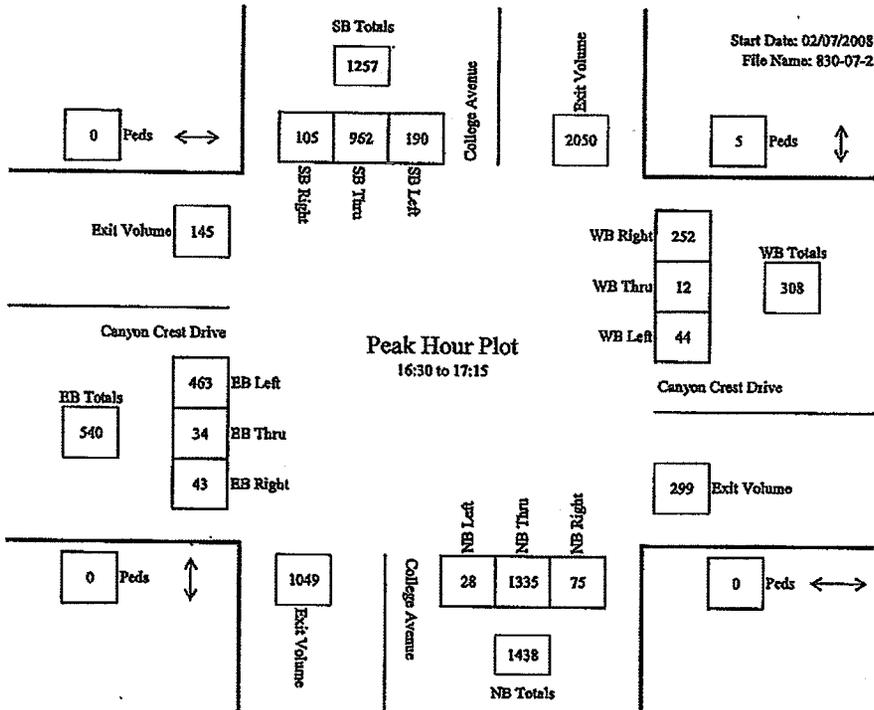 SB Totals
1257
Start Date: 02/07/2008
File Name: 830-07-2
College Avenue
Exit Volume
2050
0 Peds
105 962 190
SB Right
SB Thru
SB Left
5 Peds
Exit Volume 145
WB Right 252
WB Thru 12
WB Left 44
WB Totals
308
Canyon Crest Drive
Peak Hour Plot
16:30 to 17:15
Canyon Crest Drive
EB Totals
540
463 EB Left
34 EB Thru
43 EB Right
299 Exit Volume
0 Peds
1049
Exit Volume
College Avenue
NB Left
NB Thru
NB Right
28 1335 75
1438
NB Totals
0 Peds